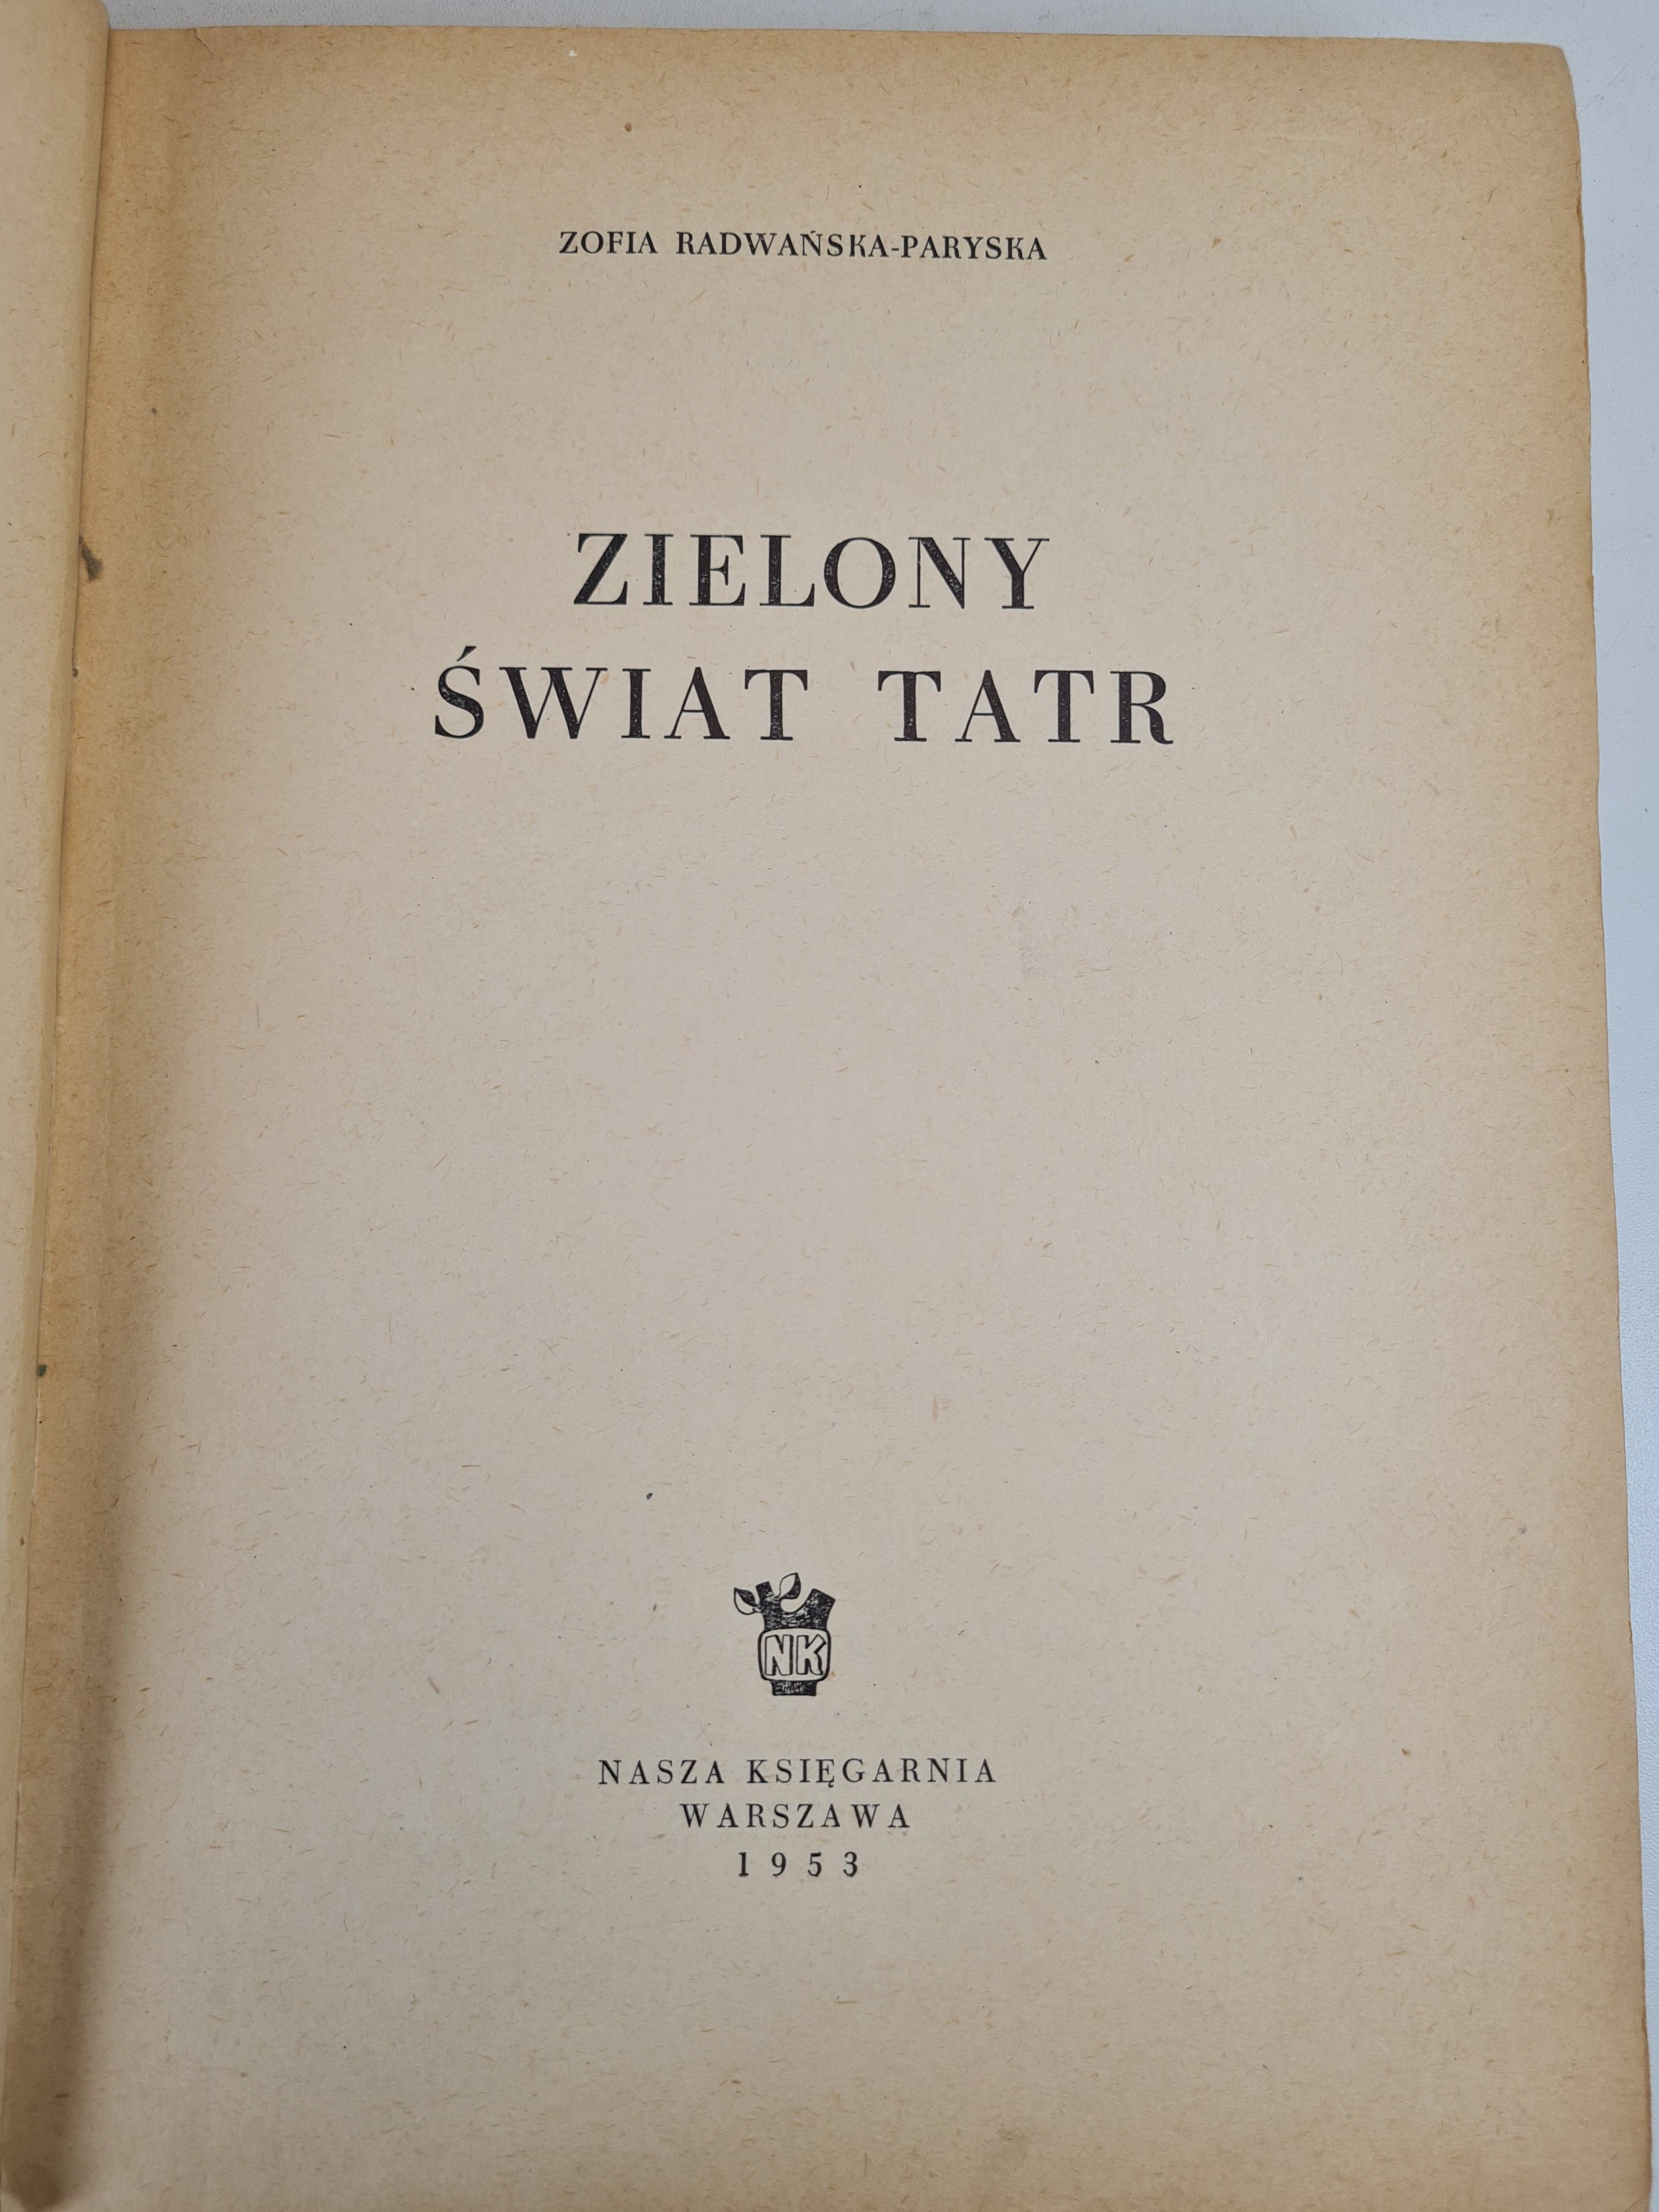 ZOFIA RADWAŃSKA-PARYSKA
ZIELONY
ŚWIAT TATR
NK
NASZA KSIĘGARNIA
WARSZAWA
1953